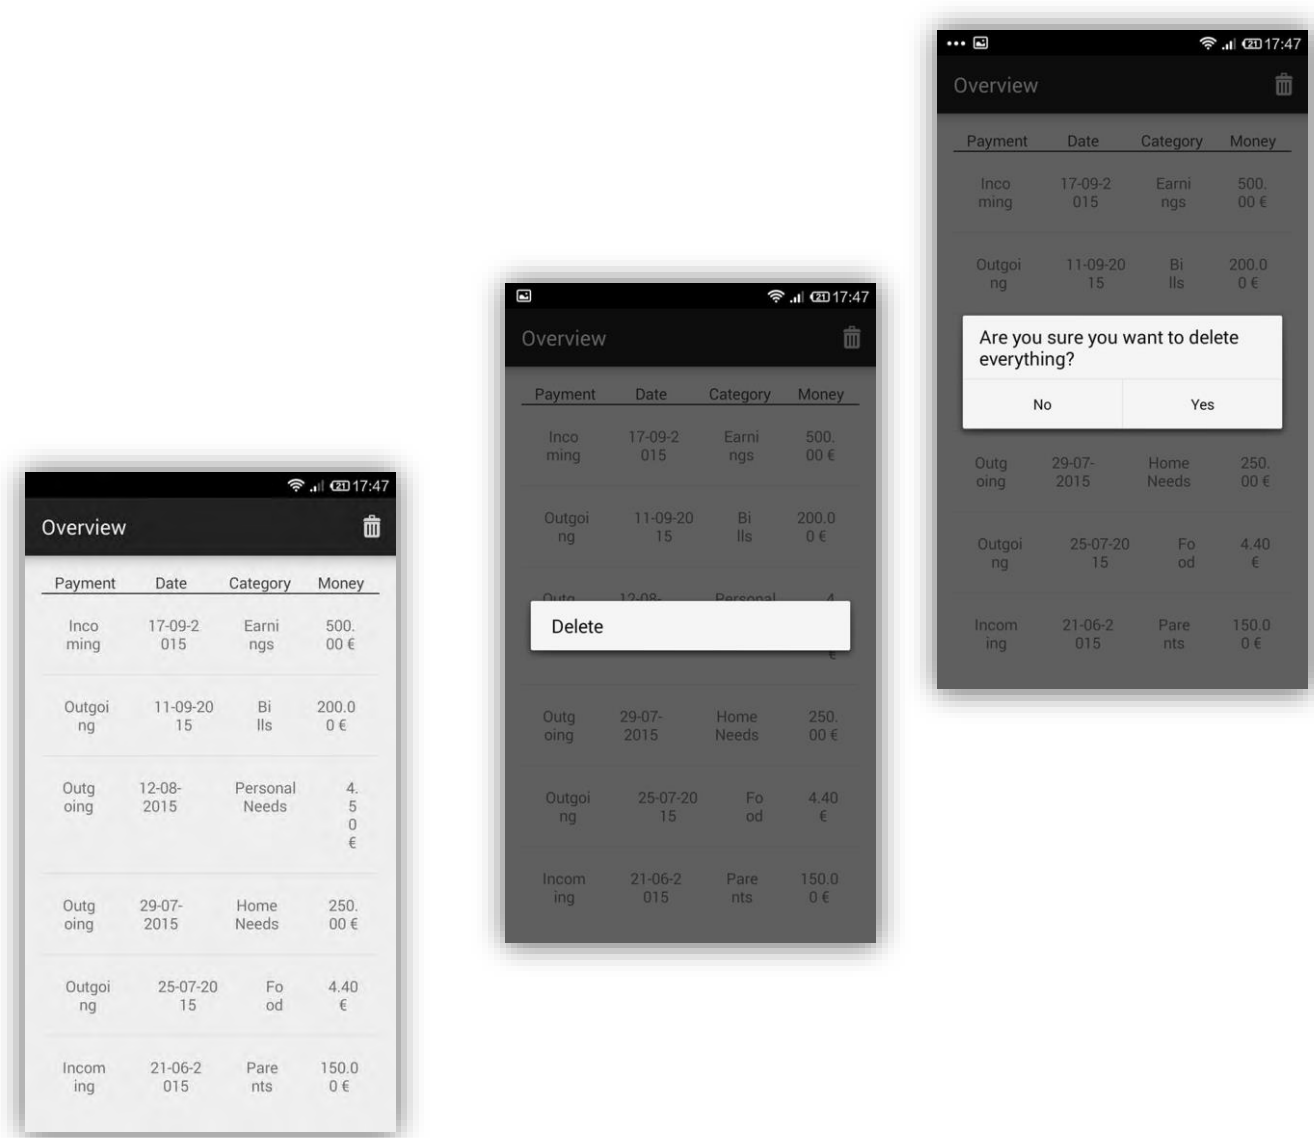 21 17:47
Overview
Payment Date Category Money
Inco 17-09-2 Earni 500.
ming 015 ngs 00 €
Outgoi 11-09-20 Bi 200.0
ng 15 lls 0 €
Outg 12-08- Personal 4.
oing 2015 Needs 5
0
€
Outg 29-07- Home 250.
oing 2015 Needs 00 €
Outgoi 25-07-20 Fo 4.40
ng 15 od €
Incom 21-06-2 Pare 150.0
ing 015 nts 0 €
21 17:47
Overview
Payment Date Category Money
Inco 17-09-2 Earni 500.
ming 015 ngs 00 €
Outgoi 11-09-20 Bi 200.0
ng 15 lls 0 €
Outg 12-08- Personal 4.
Delete
€
Outg 29-07- Home 250.
oing 2015 Needs 00 €
Outgoi 25-07-20 Fo 4.40
ng 15 od €
Incom 21-06-2 Pare 150.0
ing 015 nts 0 €
21 17:47
Overview
Payment Date Category Money
Inco 17-09-2 Earni 500.
ming 015 ngs 00 €
Outgoi 11-09-20 Bi 200.0
ng 15 lls 0 €
Are you sure you want to delete
everything?
No Yes
Outg 29-07- Home 250.
oing 2015 Needs 00 €
Outgoi 25-07-20 Fo 4.40
ng 15 od €
Incom 21-06-2 Pare 150.0
ing 015 nts 0 €